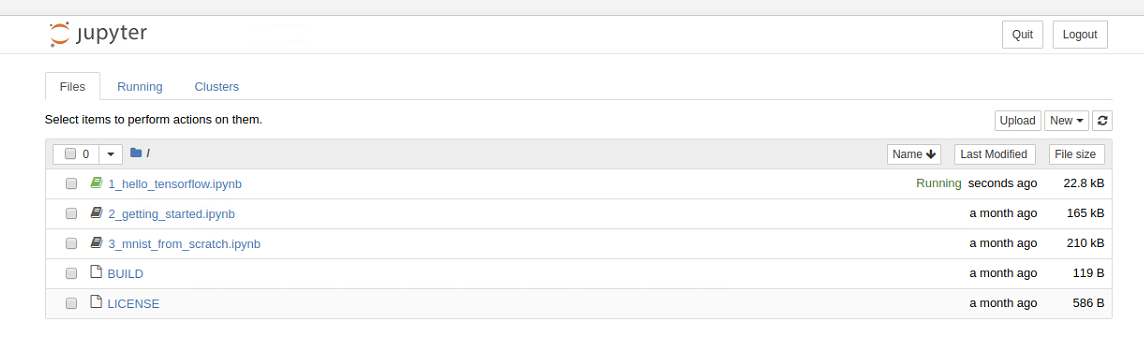 jupyter Quit Logout
Files Running Clusters
Select items to perform actions on them. Upload New
0 / Name Last Modified File size
1_hello_tensorflow.ipynb Running seconds ago 22.8 kB
2_getting_started.ipynb a month ago 165 kB
3_mnist_from_scratch.ipynb a month ago 210 kB
BUILD a month ago 119 B
LICENSE a month ago 586 B